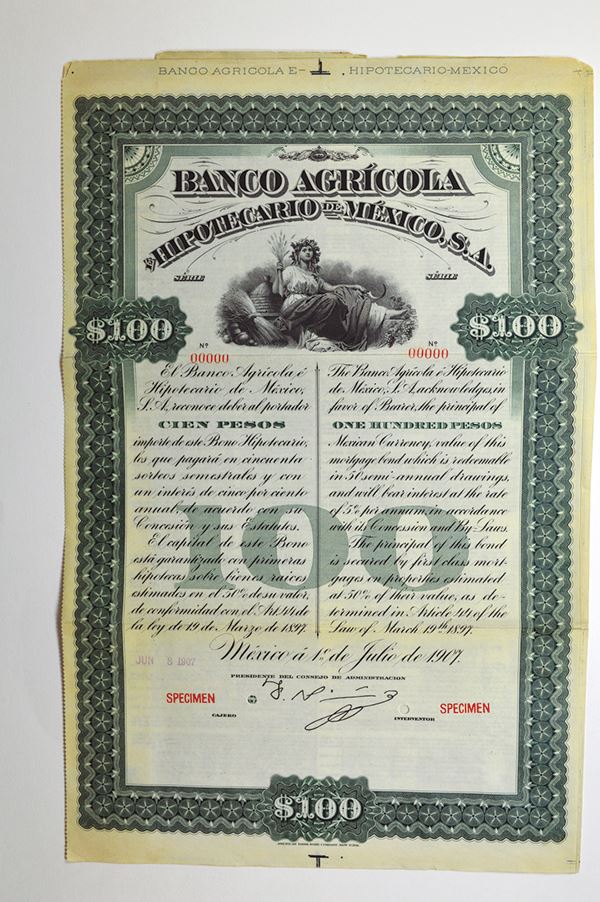 BANCO AGRICOLA E- 1 . HIPOTECARIO-MEXICO
BANCO AGRÍCOLA
É HIPOTECARIO DE MÉXICO, S.A.
SÉRIE
SÉRIE
$100
$100
Nº
00000
Nº
00000
El Banco Agrícola é
Hipotecario de México,
S.A, reconoce deber al portador
CIEN PESOS
importe de este Bono Hipotecario,
los que pagará en cincuenta
sorteos semestrales y con
un interés de cinco por ciento
anual, de acuerdo con su
Concesión y sus Estatutos.
El capital de este Bono
está garantizado con primeras
hipotecas sobre bienes raices
estimados en el 50% de su valor,
de conformidad con el Art. 44 de
la ley de 19 de Marzo de 1897.
The Banco Agrícola é Hipotecario
de México, S.A, acknowledges, in
favor of Bearer, the principal of
ONE HUNDRED PESOS
Mexican Currency, value of this
mortgage bond which is redeemable
in 50 semi-annual drawings,
and will bear interest at the rate
of 5% per annum, in accordance
with its Concession and By-Laws.
The principal of this bond
is secured by first class mort-
gages on properties estimated
at 50% of their value, as de-
termined in Article 44 of the
Law of March 19th 1897.
100
México á 1º de Julio de 1907.
JUN 8 1907
PRESIDENTE DEL CONSEJO DE ADMINISTRACION
SPECIMEN
SPECIMEN
CAJERO
INTERVENTOR
$100